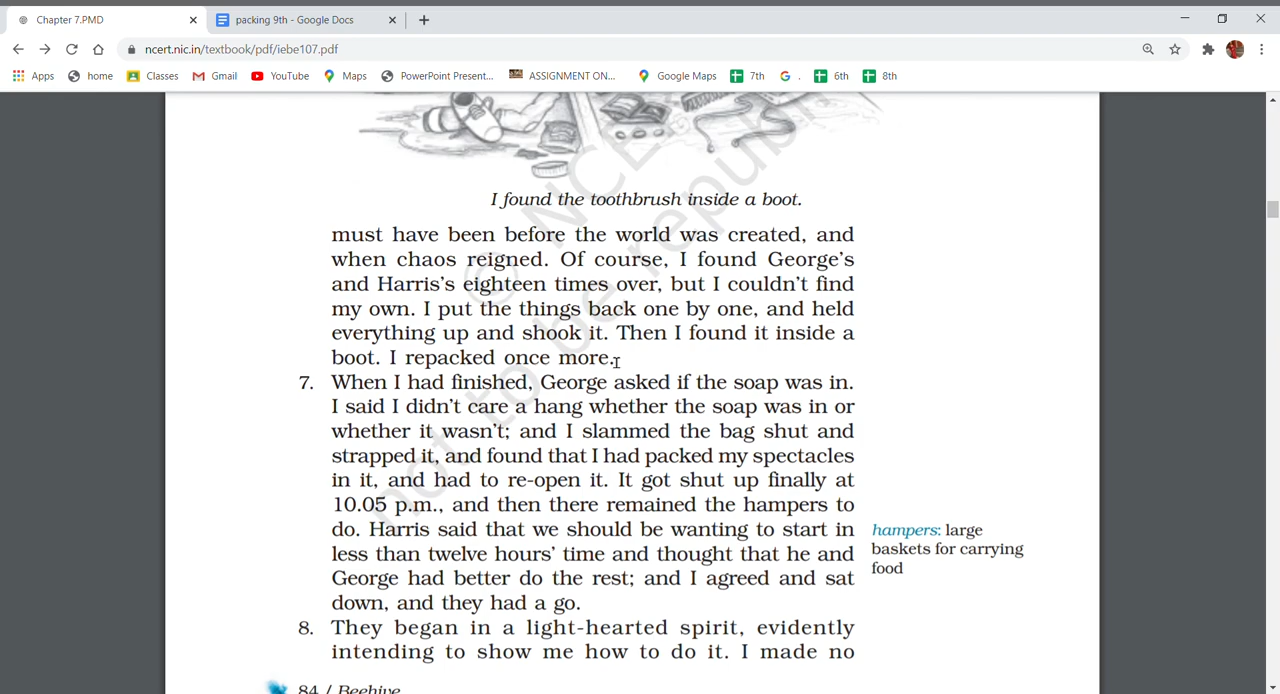 Chapter 7.PMD
packing 9th - Google Docs
ncert.nic.in/textbook/pdf/iebe107.pdf
Apps home Classes Gmail YouTube Maps PowerPoint Present... ASSIGNMENT ON... Google Maps 7th . 6th 8th
I found the toothbrush inside a boot.
must have been before the world was created, and
when chaos reigned. Of course, I found George's
and Harris's eighteen times over, but I couldn't find
my own. I put the things back one by one, and held
everything up and shook it. Then I found it inside a
boot. I repacked once more.
7. When I had finished, George asked if the soap was in.
I said I didn't care a hang whether the soap was in or
whether it wasn't; and I slammed the bag shut and
strapped it, and found that I had packed my spectacles
in it, and had to re-open it. It got shut up finally at
10.05 p.m., and then there remained the hampers to
do. Harris said that we should be wanting to start in
less than twelve hours' time and thought that he and
George had better do the rest; and I agreed and sat
down, and they had a go.
hampers: large
baskets for carrying
food
8. They began in a light-hearted spirit, evidently
intending to show me how to do it. I made no
84 / Beehive
© NCE
not to be republ